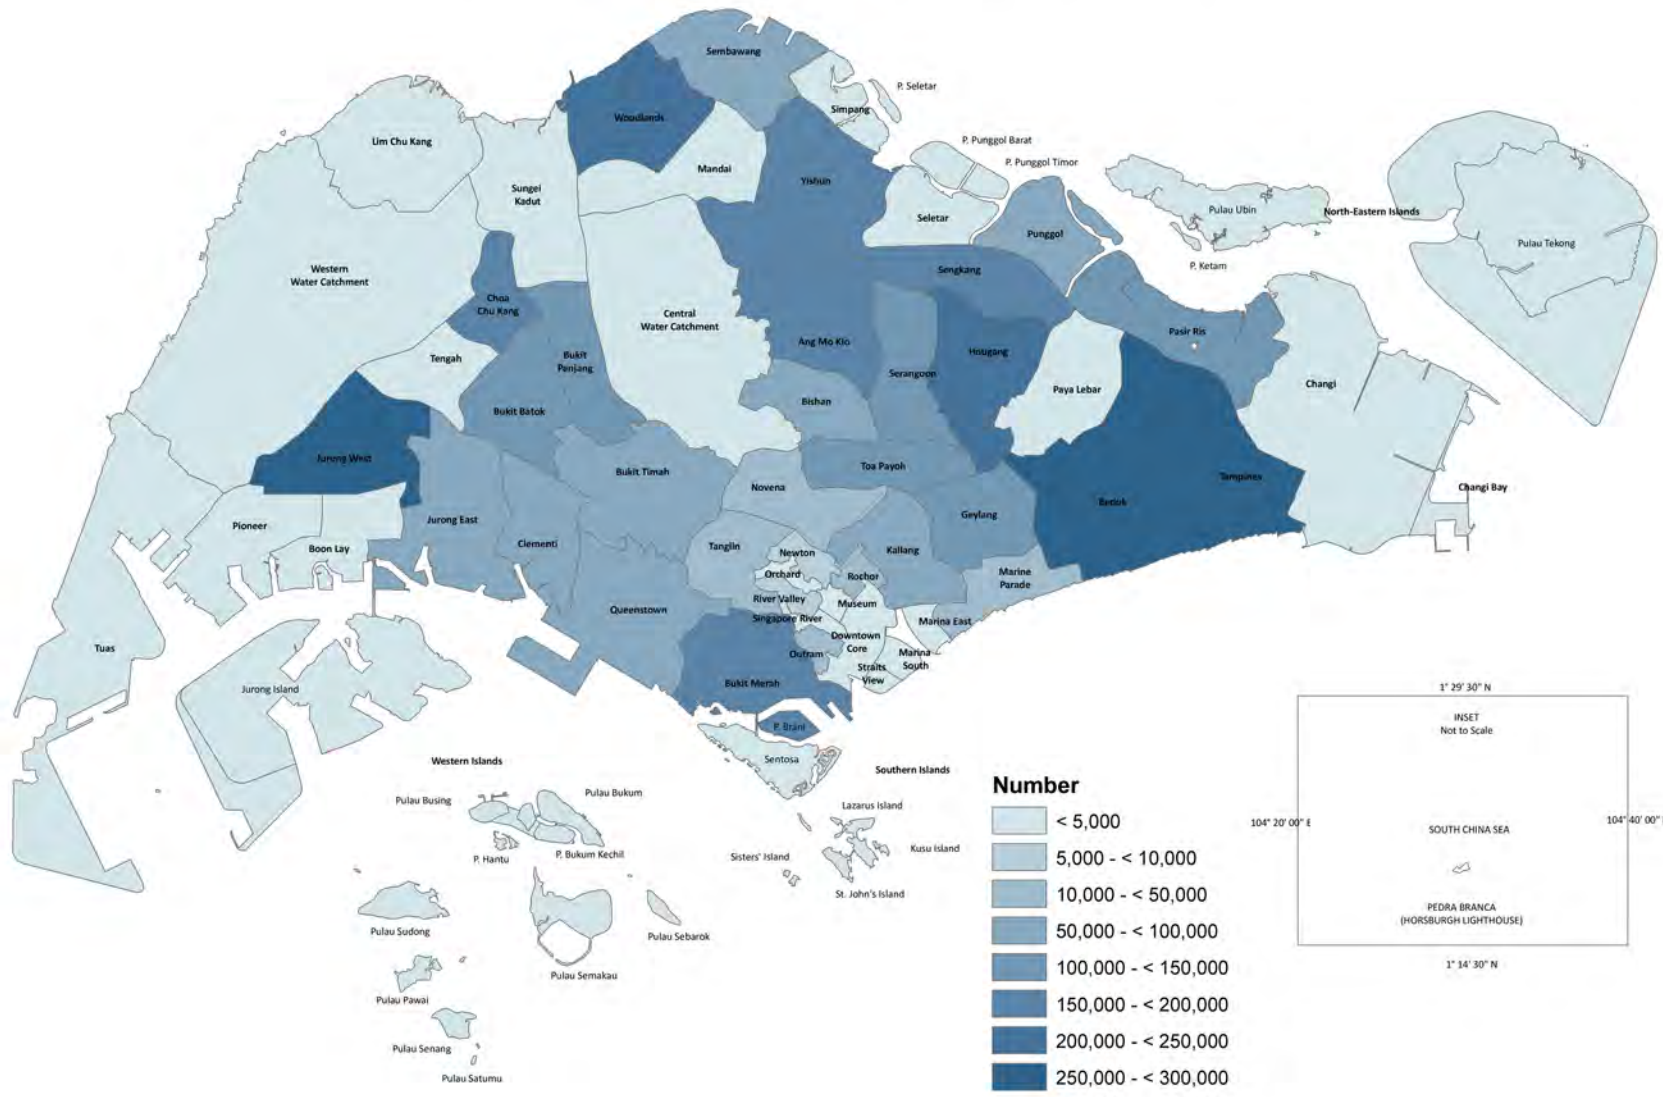 Sembawang
P. Seletar
Simpang
Woodlands
Lim Chu Kang
P. Punggol Barat
P. Punggol Timor
Mandai
Yishun
Sungei
Kadut
Seletar
Pulau Ubin
North-Eastern Islands
Punggol
Pulau Tekong
P. Ketam
Western
Water Catchment
Sengkang
Choa
Chu Kang
Central
Water Catchment
Pasir Ris
Ang Mo Kio
Hougang
Tengah
Bukit
Panjang
Serangoon
Paya Lebar
Changi
Bishan
Bukit Batok
Jurong West
Bukit Timah
Toa Payoh
Tampines
Novena
Changi Bay
Bedok
Geylang
Pioneer
Jurong East
Boon Lay
Clementi
Tanglin
Newton
Kallang
Orchard
Rochor
Marine
Parade
River Valley
Museum
Queenstown
Singapore River
Marina East
Downtown
Core
Tuas
Outram
Marina
South
Straits
View
Bukit Merah
Jurong Island
P. Brani
Sentosa
Western Islands
Southern Islands
Pulau Busing
Pulau Bukum
Lazarus Island
P. Hantu
P. Bukum Kechil
Sisters' Island
Kusu Island
St. John's Island
Pulau Sudong
Pulau Sebarok
Pulau Semakau
Pulau Pawai
Pulau Senang
Pulau Satumu
Number
< 5,000
5,000 - < 10,000
10,000 - < 50,000
50,000 - < 100,000
100,000 - < 150,000
150,000 - < 200,000
200,000 - < 250,000
250,000 - < 300,000
1° 29' 30" N
INSET
Not to Scale
104° 20' 00" E
104° 40' 00"
SOUTH CHINA SEA
PEDRA BRANCA
(HORSBURGH LIGHTHOUSE)
1° 14' 30" N